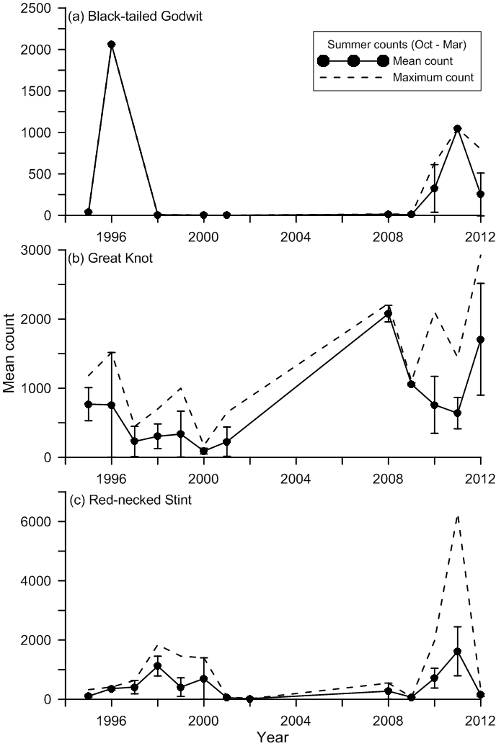 (a) Black-tailed Godwit
Summer counts (Oct - Mar)
Mean count
Maximum count
2500
2000
1500
1000
500
0
1996 2000 2004 2008 2012
(b) Great Knot
Mean count
3000
2000
1000
0
1996 2000 2004 2008 2012
(c) Red-necked Stint
6000
4000
2000
0
1996 2000 2004 2008 2012
Year